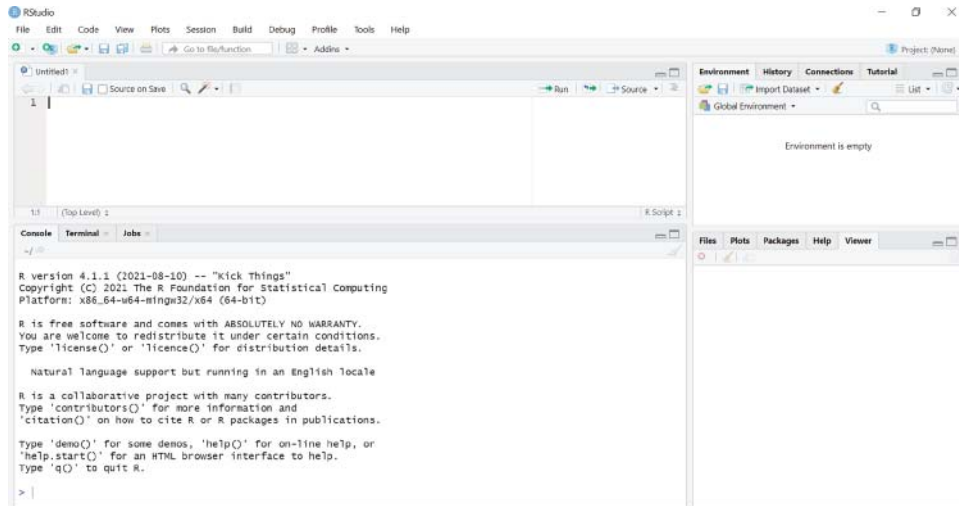 RStudio
File Edit Code View Plots Session Build Debug Profile Tools Help
Go to file/function Addins
Project: (None)
Untitled1
Source on Save Run Source
1
1:1 (Top Level) R Script
Console Terminal Jobs
~/
R version 4.1.1 (2021-08-10) -- "Kick Things"
Copyright (C) 2021 The R Foundation for Statistical Computing
Platform: x86_64-w64-mingw32/x64 (64-bit)
R is free software and comes with ABSOLUTELY NO WARRANTY.
You are welcome to redistribute it under certain conditions.
Type 'license()' or 'licence()' for distribution details.
Natural language support but running in an English locale
R is a collaborative project with many contributors.
Type 'contributors()' for more information and
'citation()' on how to cite R or R packages in publications.
Type 'demo()' for some demos, 'help()' for on-line help, or
'help.start()' for an HTML browser interface to help.
Type 'q()' to quit R.
>
Environment History Connections Tutorial
Import Dataset List
Global Environment
Environment is empty
Files Plots Packages Help Viewer